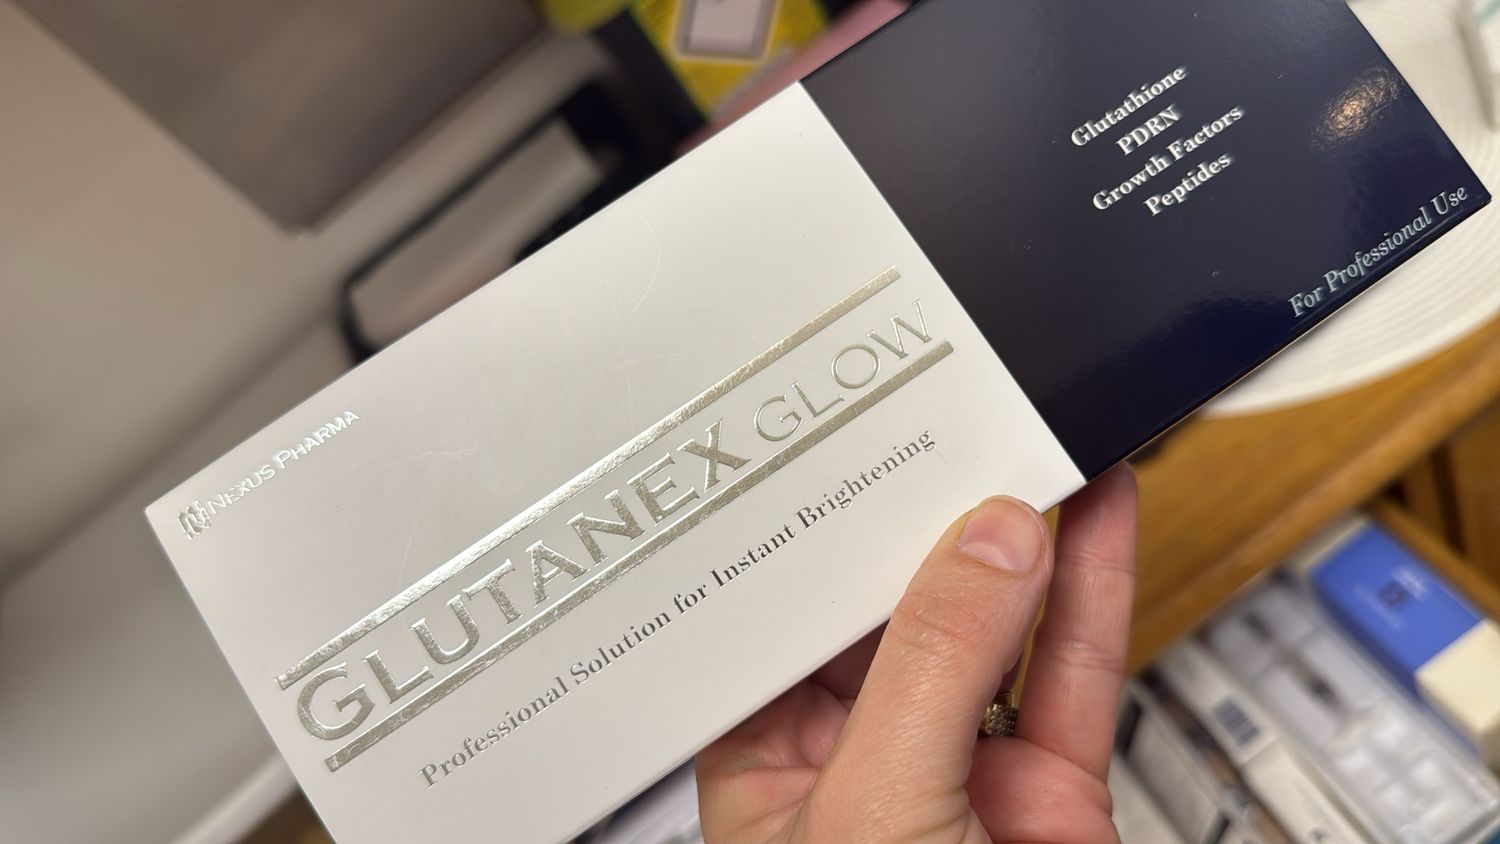 NEXUS PHARMA
GLUTANEX GLOW
Professional Solution for Instant Brightening
Glutathione
PDRN
Growth Factors
Peptides
For Professional Use